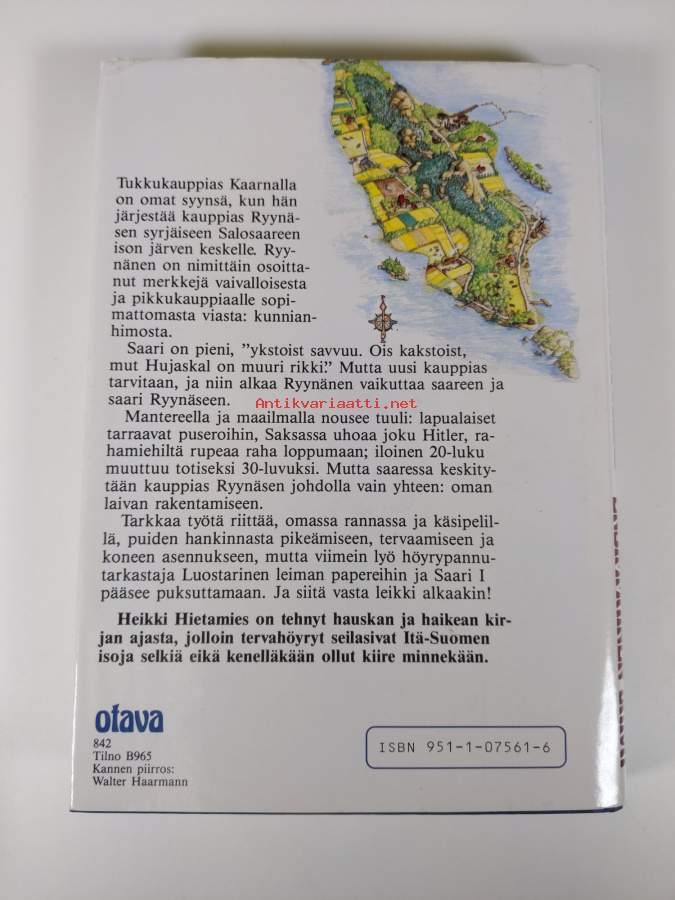 Tukkukauppias Kaarnalla
on omat syynsä, kun hän
järjestää kauppias Ryynä-
sen syrjäiseen Salosaareen
ison järven keskelle. Ryy-
nänen on nimittäin osoitta-
nut merkkejä vaivalloisesta
ja pikkukauppiaalle sopi-
mattomasta viasta: kunnian-
himosta.
Saari on pieni, ”ykstoist savvuu. Ois kakstoist,
mut Hujaskal on muuri rikki.” Mutta uusi kauppias
tarvitaan, ja niin alkaa Ryynänen vaikuttaa saareen ja
saari Ryynäseen.
Antikvariaatti.net
Mantereella ja maailmalla nousee tuuli: lapualaiset
tarraavat puseroihin, Saksassa uhoaa joku Hitler, ra-
hamiehiltä rupeaa raha loppumaan; iloinen 20-luku
muuttuu totiseksi 30-luvuksi. Mutta saaressa keskity-
tään kauppias Ryynäsen johdolla vain yhteen: oman
laivan rakentamiseen.
Tarkkaa työtä riittää, omassa rannassa ja käsipelil-
lä, puiden hankinnasta pikeämiseen, tervaamiseen ja
koneen asennukseen, mutta viimein lyö höyrypannu-
tarkastaja Luostarinen leiman papereihin ja Saari I
pääsee puksuttamaan. Ja siitä vasta leikki alkaakin!
Heikki Hietamies on tehnyt hauskan ja haikean kir-
jan ajasta, jolloin tervahöyryt seilasivat Itä-Suomen
isoja selkiä eikä kenelläkään ollut kiire minnekään.
otava
842
Tilno B965
Kannen piirros:
Walter Haarmann
ISBN 951-1-07561-6